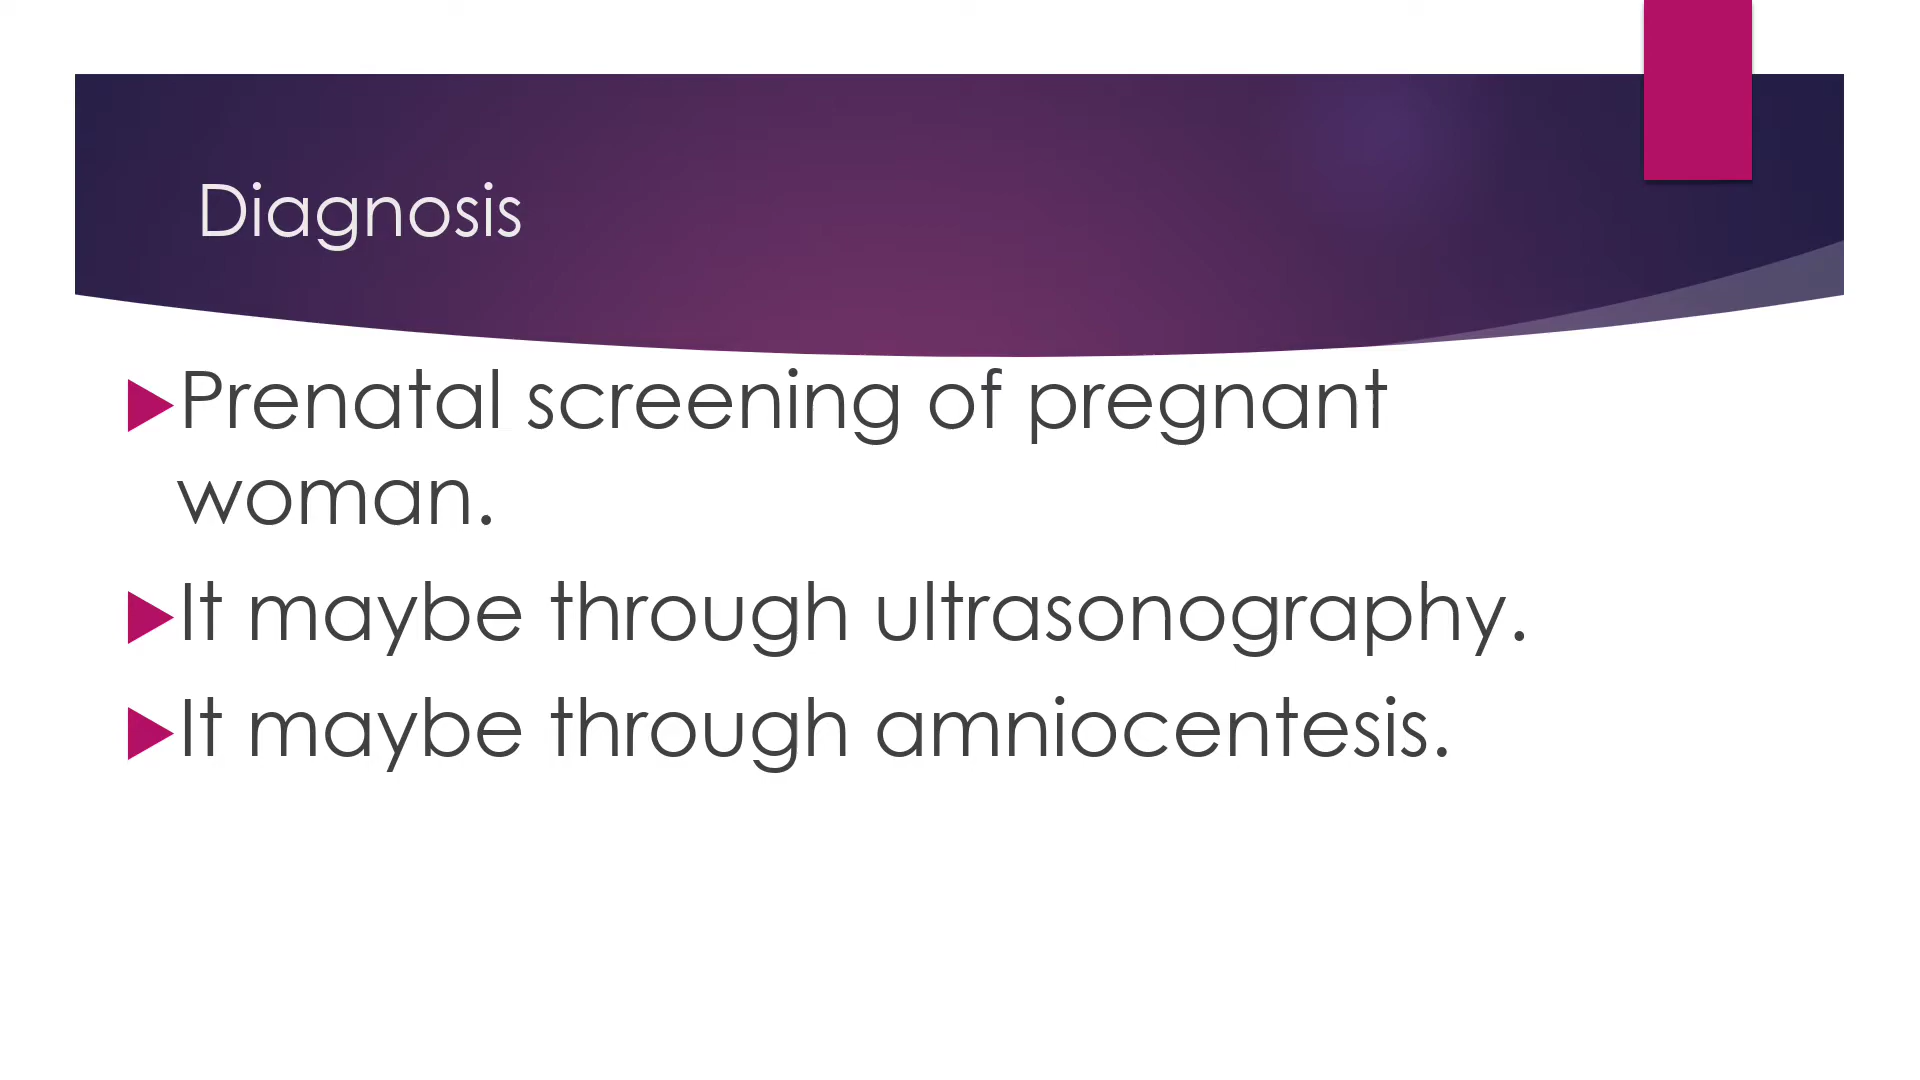 Diagnosis
Prenatal screening of pregnant
woman.
It maybe through ultrasonography.
It maybe through amniocentesis.